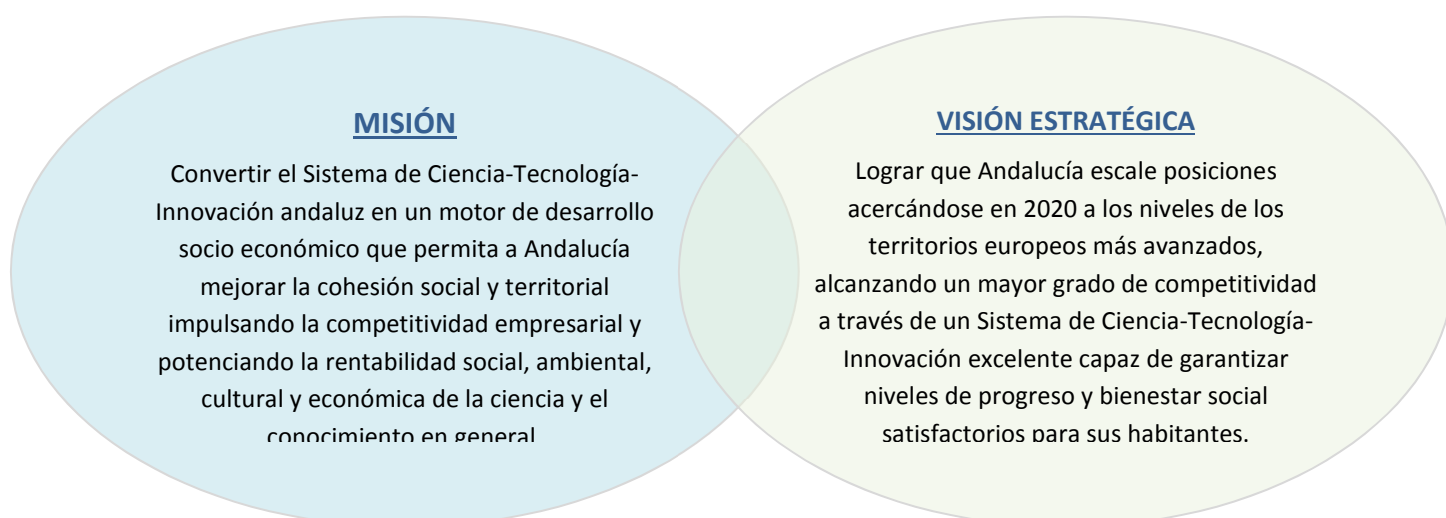 MISIÓN
Convertir el Sistema de Ciencia-Tecnología-
Innovación andaluz en un motor de desarrollo
socio económico que permita a Andalucía
mejorar la cohesión social y territorial
impulsando la competitividad empresarial y
potenciando la rentabilidad social, ambiental,
cultural y económica de la ciencia y el
conocimiento en general
VISIÓN ESTRATÉGICA
Lograr que Andalucía escale posiciones
acercándose en 2020 a los niveles de los
territorios europeos más avanzados,
alcanzando un mayor grado de competitividad
a través de un Sistema de Ciencia-Tecnología-
Innovación excelente capaz de garantizar
niveles de progreso y bienestar social
satisfactorios para sus habitantes.